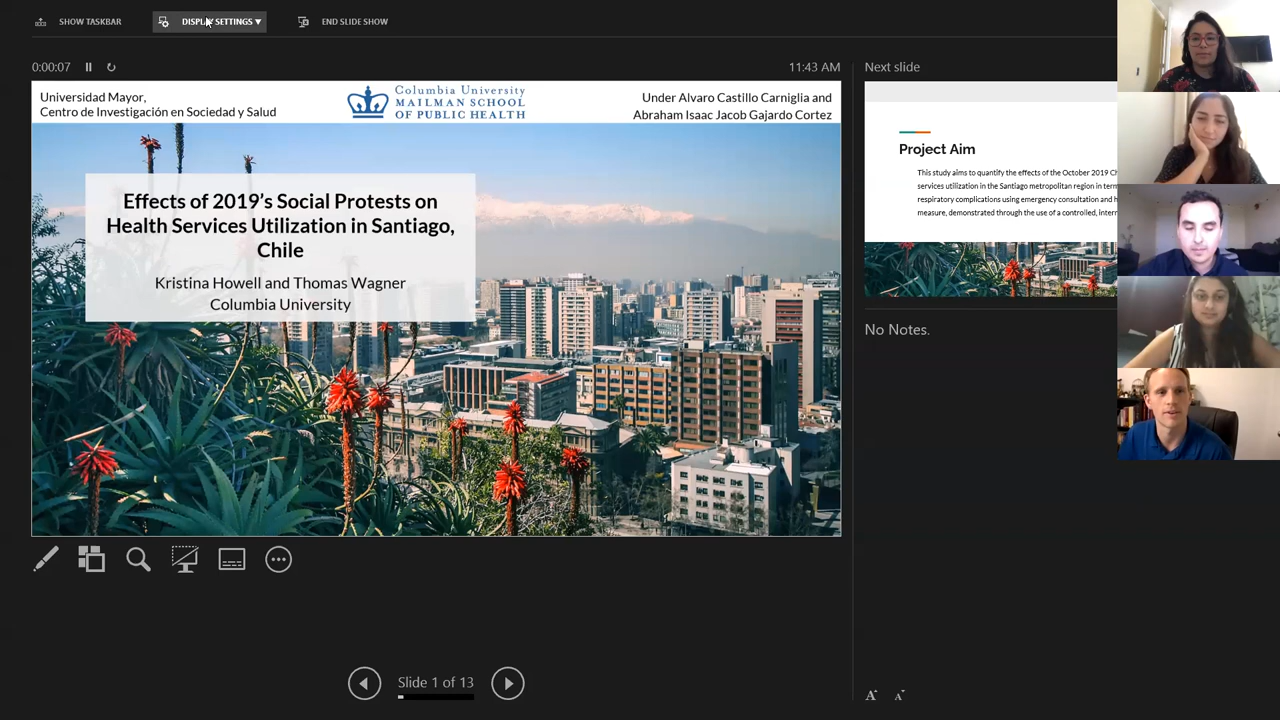 SHOW TASKBAR
DISPLAY SETTINGS ▼
END SLIDE SHOW
0:00:07
11:43 AM
Next slide
Universidad Mayor,
Centro de Investigación en Sociedad y Salud
Columbia University
MAILMAN SCHOOL
OF PUBLIC HEALTH
Under Alvaro Castillo Carniglia and
Abraham Isaac Jacob Gajardo Cortez
Effects of 2019's Social Protests on
Health Services Utilization in Santiago,
Chile
Kristina Howell and Thomas Wagner
Columbia University
Project Aim
This study aims to quantify the effects of the October 2019
services utilization in the Santiago metropolitan region in
respiratory complications using emergency consultation and
measure, demonstrated through the use of a controlled,
No Notes.
Slide 1 of 13
A
A